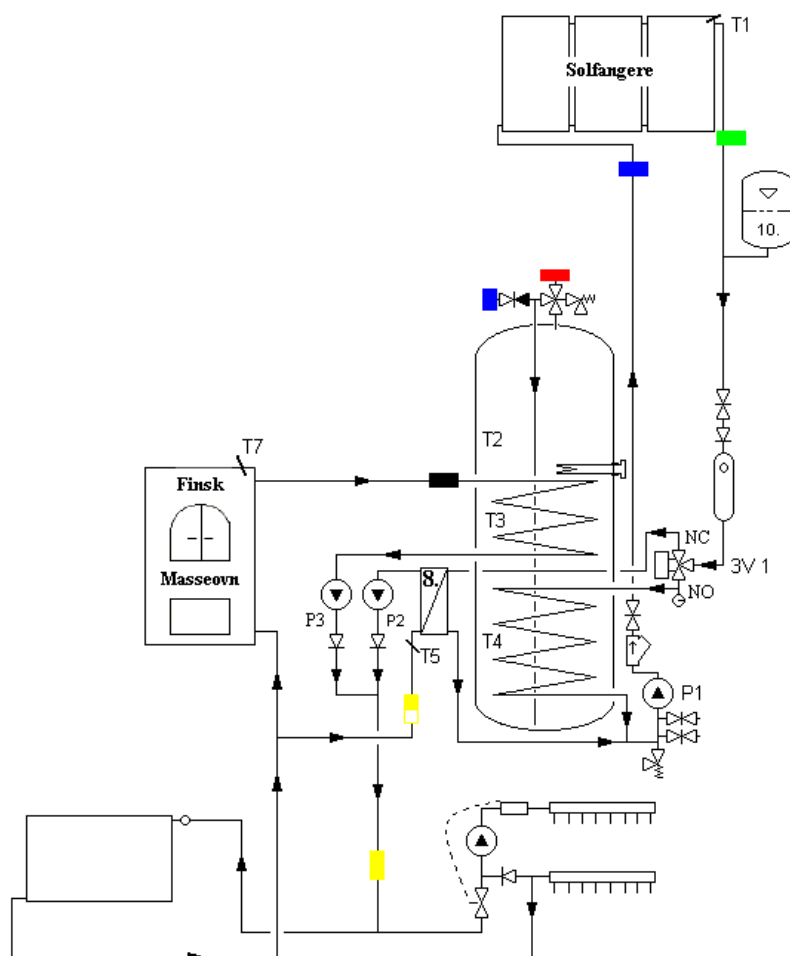 T1
Solfangere
10.
T2
T7
Finsk
T3
NC
Masseovn
8.
3V 1
NO
P3
P2
T5
T4
P1